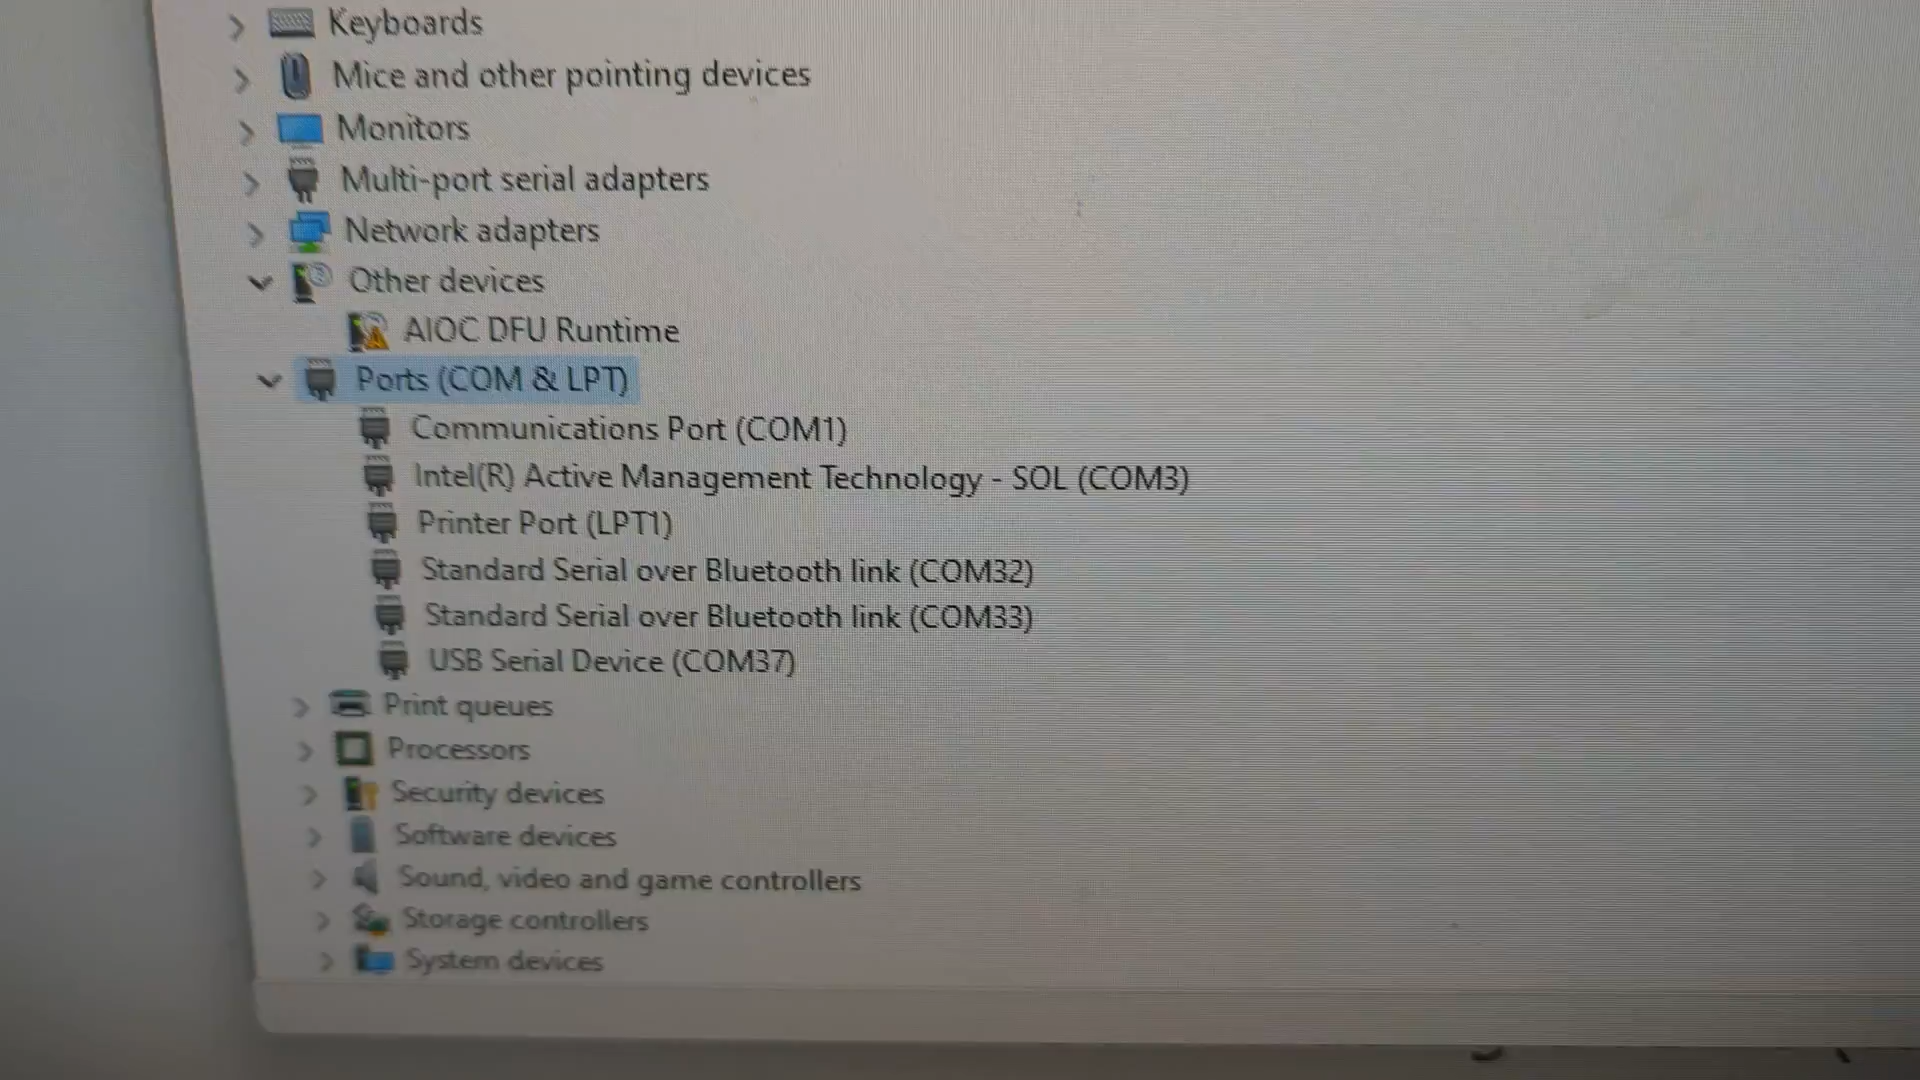 Keyboards
Mice and other pointing devices
Monitors
Multi-port serial adapters
Network adapters
Other devices
AIOC DFU Runtime
Ports (COM & LPT)
Communications Port (COM1)
Intel(R) Active Management Technology - SOL (COM3)
Printer Port (LPT1)
Standard Serial over Bluetooth link (COM32)
Standard Serial over Bluetooth link (COM33)
USB Serial Device (COM37)
Print queues
Processors
Security devices
Software devices
Sound, video and game controllers
Storage controllers
System devices